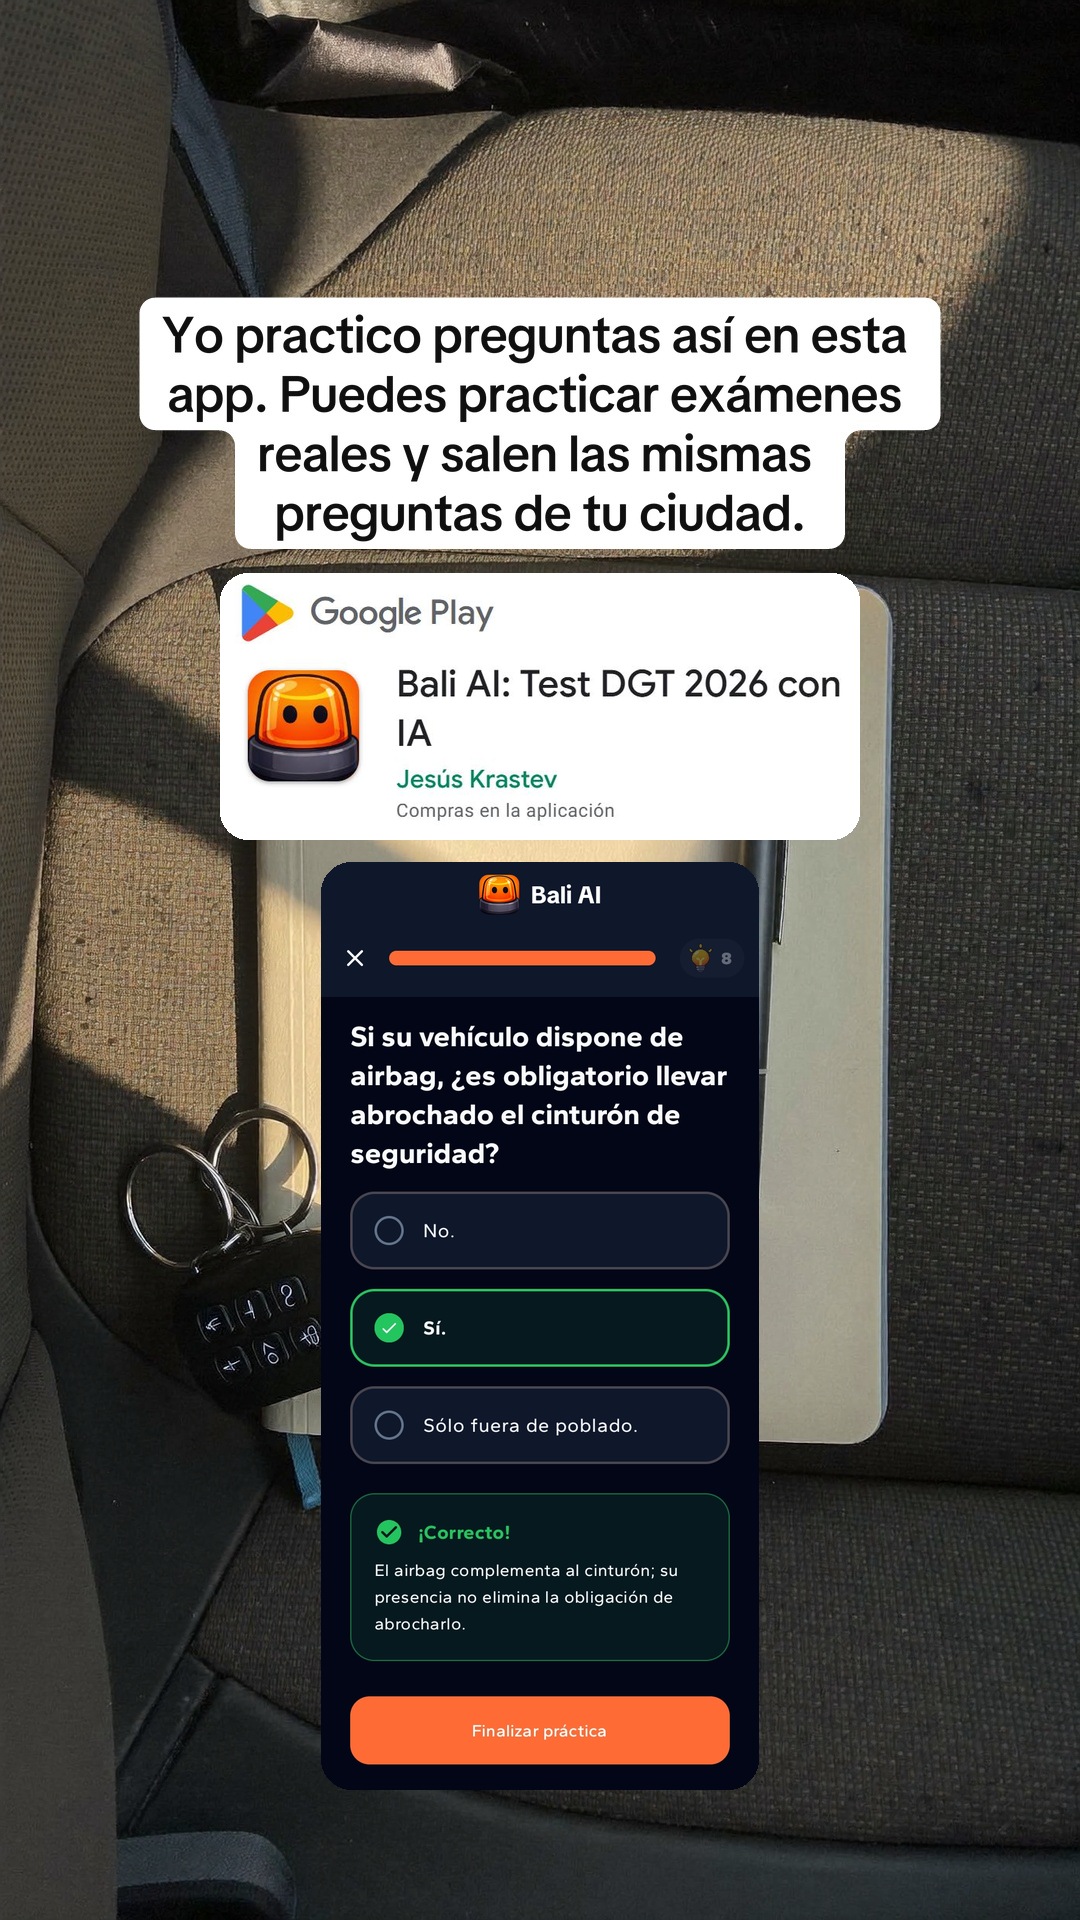 Yo practico preguntas así en esta
app. Puedes practicar exámenes
reales y salen las mismas
preguntas de tu ciudad.
Google Play
Bali AI: Test DGT 2026 con
IA
Jesús Krastev
Compras en la aplicación
Bali AI
8
Si su vehículo dispone de
airbag, ¿es obligatorio llevar
abrochado el cinturón de
seguridad?
No.
Sí.
Sólo fuera de poblado.
¡Correcto!
El airbag complementa al cinturón; su
presencia no elimina la obligación de
abrocharlo.
Finalizar práctica